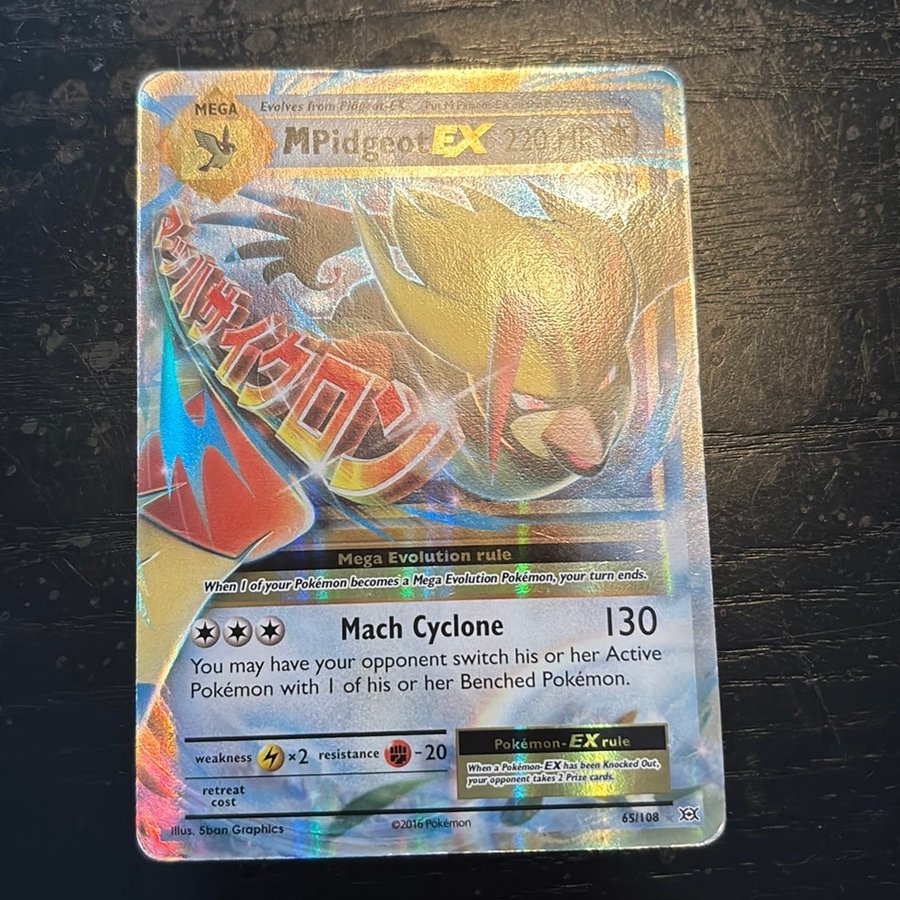 MEGA
Evolves from Pidgeot-EX
MPidgeotEX 220 HP
マッハサイクロン
Mega Evolution rule
When 1 of your Pokémon becomes a Mega Evolution Pokémon, your turn ends.
Mach Cyclone 130
You may have your opponent switch his or her Active
Pokémon with 1 of his or her Benched Pokémon.
weakness ×2 resistance -20
Pokémon-EX rule
When a Pokémon-EX has been Knocked Out,
your opponent takes 2 Prize cards.
retreat
cost
Illus. 5ban Graphics
©2016 Pokémon
65/108